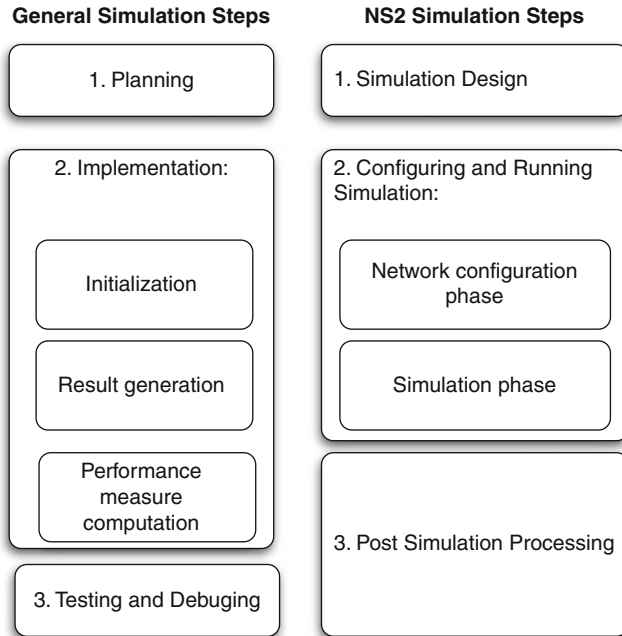 General Simulation Steps
1. Planning
2. Implementation:
Initialization
Result generation
Performance
measure
computation
3. Testing and Debuging
NS2 Simulation Steps
1. Simulation Design
2. Configuring and Running
Simulation:
Network configuration
phase
Simulation phase
3. Post Simulation Processing